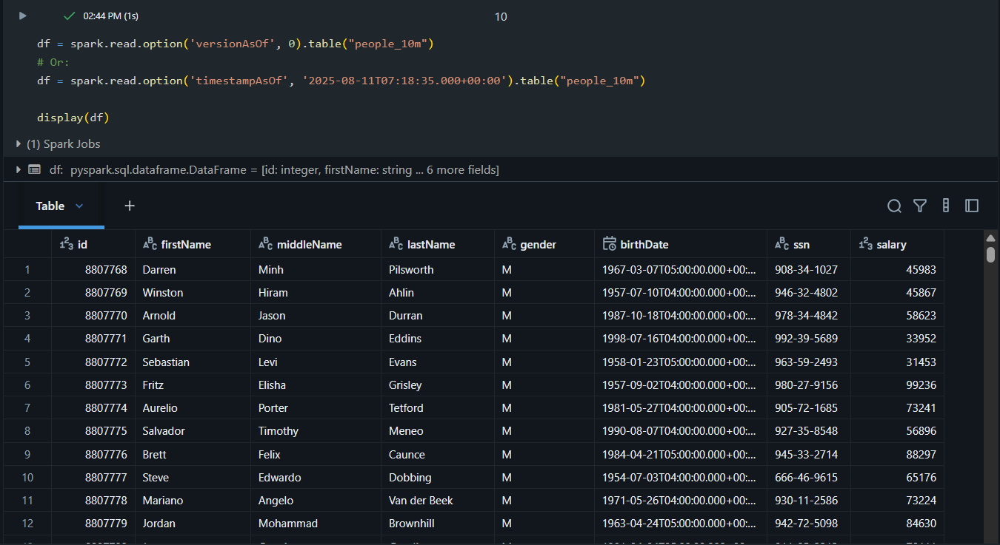 02:44 PM (1s) 10
df = spark.read.option('versionAsOf', 0).table("people_10m")
# Or:
df = spark.read.option('timestampAsOf', '2025-08-11T07:18:35.000+00:00').table("people_10m")
display(df)
(1) Spark Jobs
df: pyspark.sql.dataframe.DataFrame = [id: integer, firstName: string ... 6 more fields]
Table +
id firstName middleName lastName gender birthDate ssn salary
1 8807768 Darren Minh Pilsworth M 1967-03-07T05:00:00.000+00:... 908-34-1027 45983
2 8807769 Winston Hiram Ahlin M 1957-07-10T04:00:00.000+00:... 946-32-4802 45867
3 8807770 Arnold Jason Durran M 1987-10-18T04:00:00.000+00:... 978-34-4842 58623
4 8807771 Garth Dino Eddins M 1998-07-16T04:00:00.000+00:... 992-39-5689 33952
5 8807772 Sebastian Levi Evans M 1958-01-23T05:00:00.000+00:... 963-59-2493 31453
6 8807773 Fritz Elisha Grisley M 1957-09-02T04:00:00.000+00:... 980-27-9156 99236
7 8807774 Aurelio Porter Tetford M 1981-05-27T04:00:00.000+00:... 905-72-1685 73241
8 8807775 Salvador Timothy Meneo M 1990-08-07T04:00:00.000+00:... 927-35-8548 56896
9 8807776 Brett Felix Caunce M 1984-04-21T05:00:00.000+00:... 945-33-2714 88297
10 8807777 Steve Edwardo Dobbing M 1954-07-03T04:00:00.000+00:... 666-46-9615 65176
11 8807778 Mariano Angelo Van der Beek M 1971-05-26T04:00:00.000+00:... 930-11-2586 73224
12 8807779 Jordan Mohammad Brownhill M 1963-04-24T05:00:00.000+00:... 942-72-5098 84630